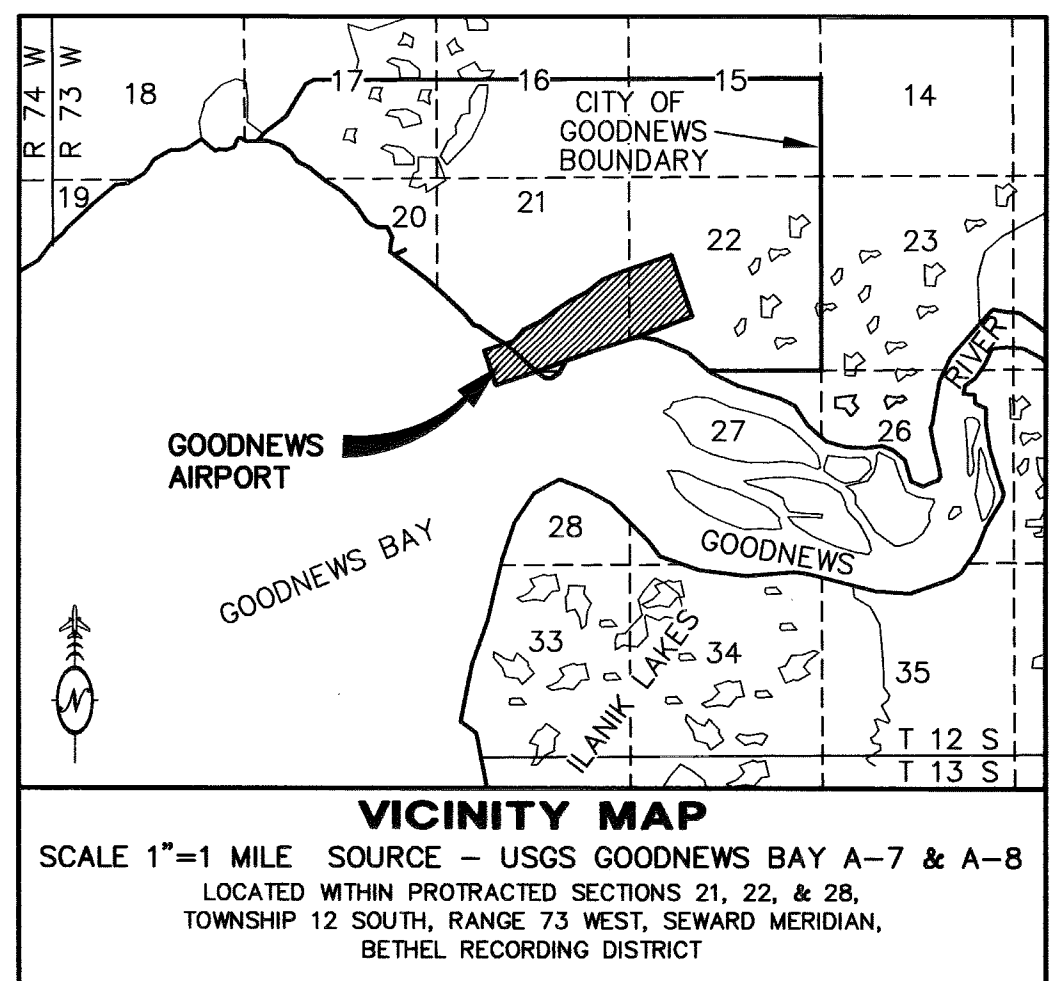 R 74 W
R 73 W
18
17
16
15
14
CITY OF
GOODNEWS
BOUNDARY
19
20
21
22
23
RIVER
GOODNEWS
AIRPORT
27
26
28
GOODNEWS
GOODNEWS BAY
33
ILANIK LAKES
34
35
T 12 S
T 13 S
N
VICINITY MAP
SCALE 1"=1 MILE SOURCE - USGS GOODNEWS BAY A-7 & A-8
LOCATED WITHIN PROTRACTED SECTIONS 21, 22, & 28,
TOWNSHIP 12 SOUTH, RANGE 73 WEST, SEWARD MERIDIAN,
BETHEL RECORDING DISTRICT